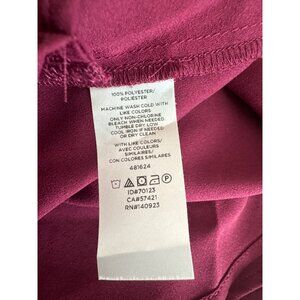 100% POLYESTER/
POLIESTER
MACHINE WASH COLD WITH
LIKE COLORS
ONLY NON-CHLORINE
BLEACH WHEN NEEDED
TUMBLE DRY LOW
COOL IRON IF NEEDED
OR DRY CLEAN
WITH LIKE COLORS/
AVEC COULEURS
SIMILAIRES/
CON COLORES SIMILARES
481624
ID#70123
CA#57421
RN#140923